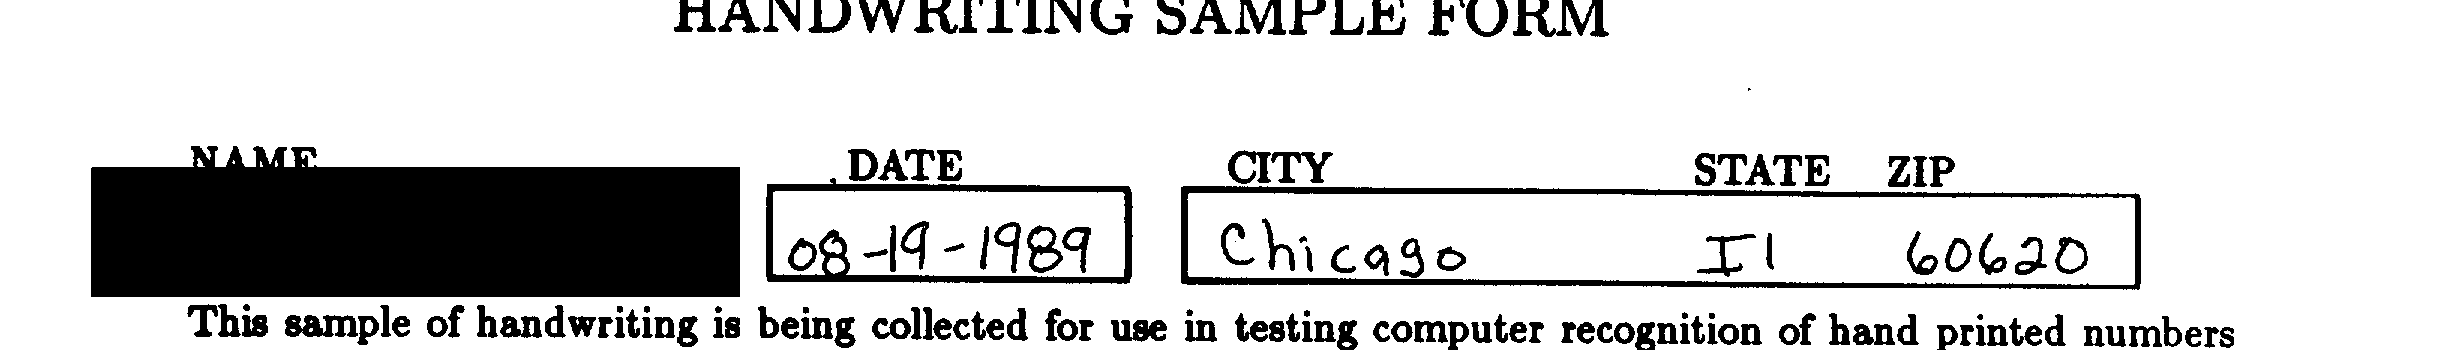 HANDWRITING SAMPLE FORM
NAME DATE CITY STATE ZIP
08-19-1989 Chicago Il 60620
This sample of handwriting is being collected for use in testing computer recognition of hand printed numbers